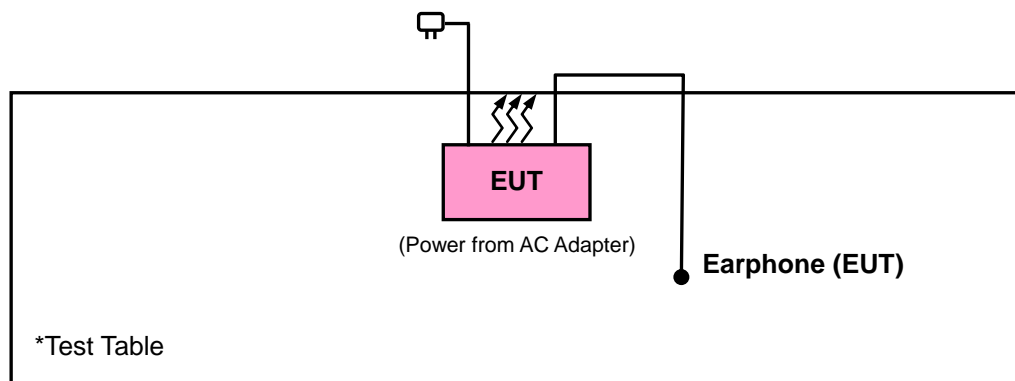 EUT
(Power from AC Adapter)
Earphone (EUT)
*Test Table